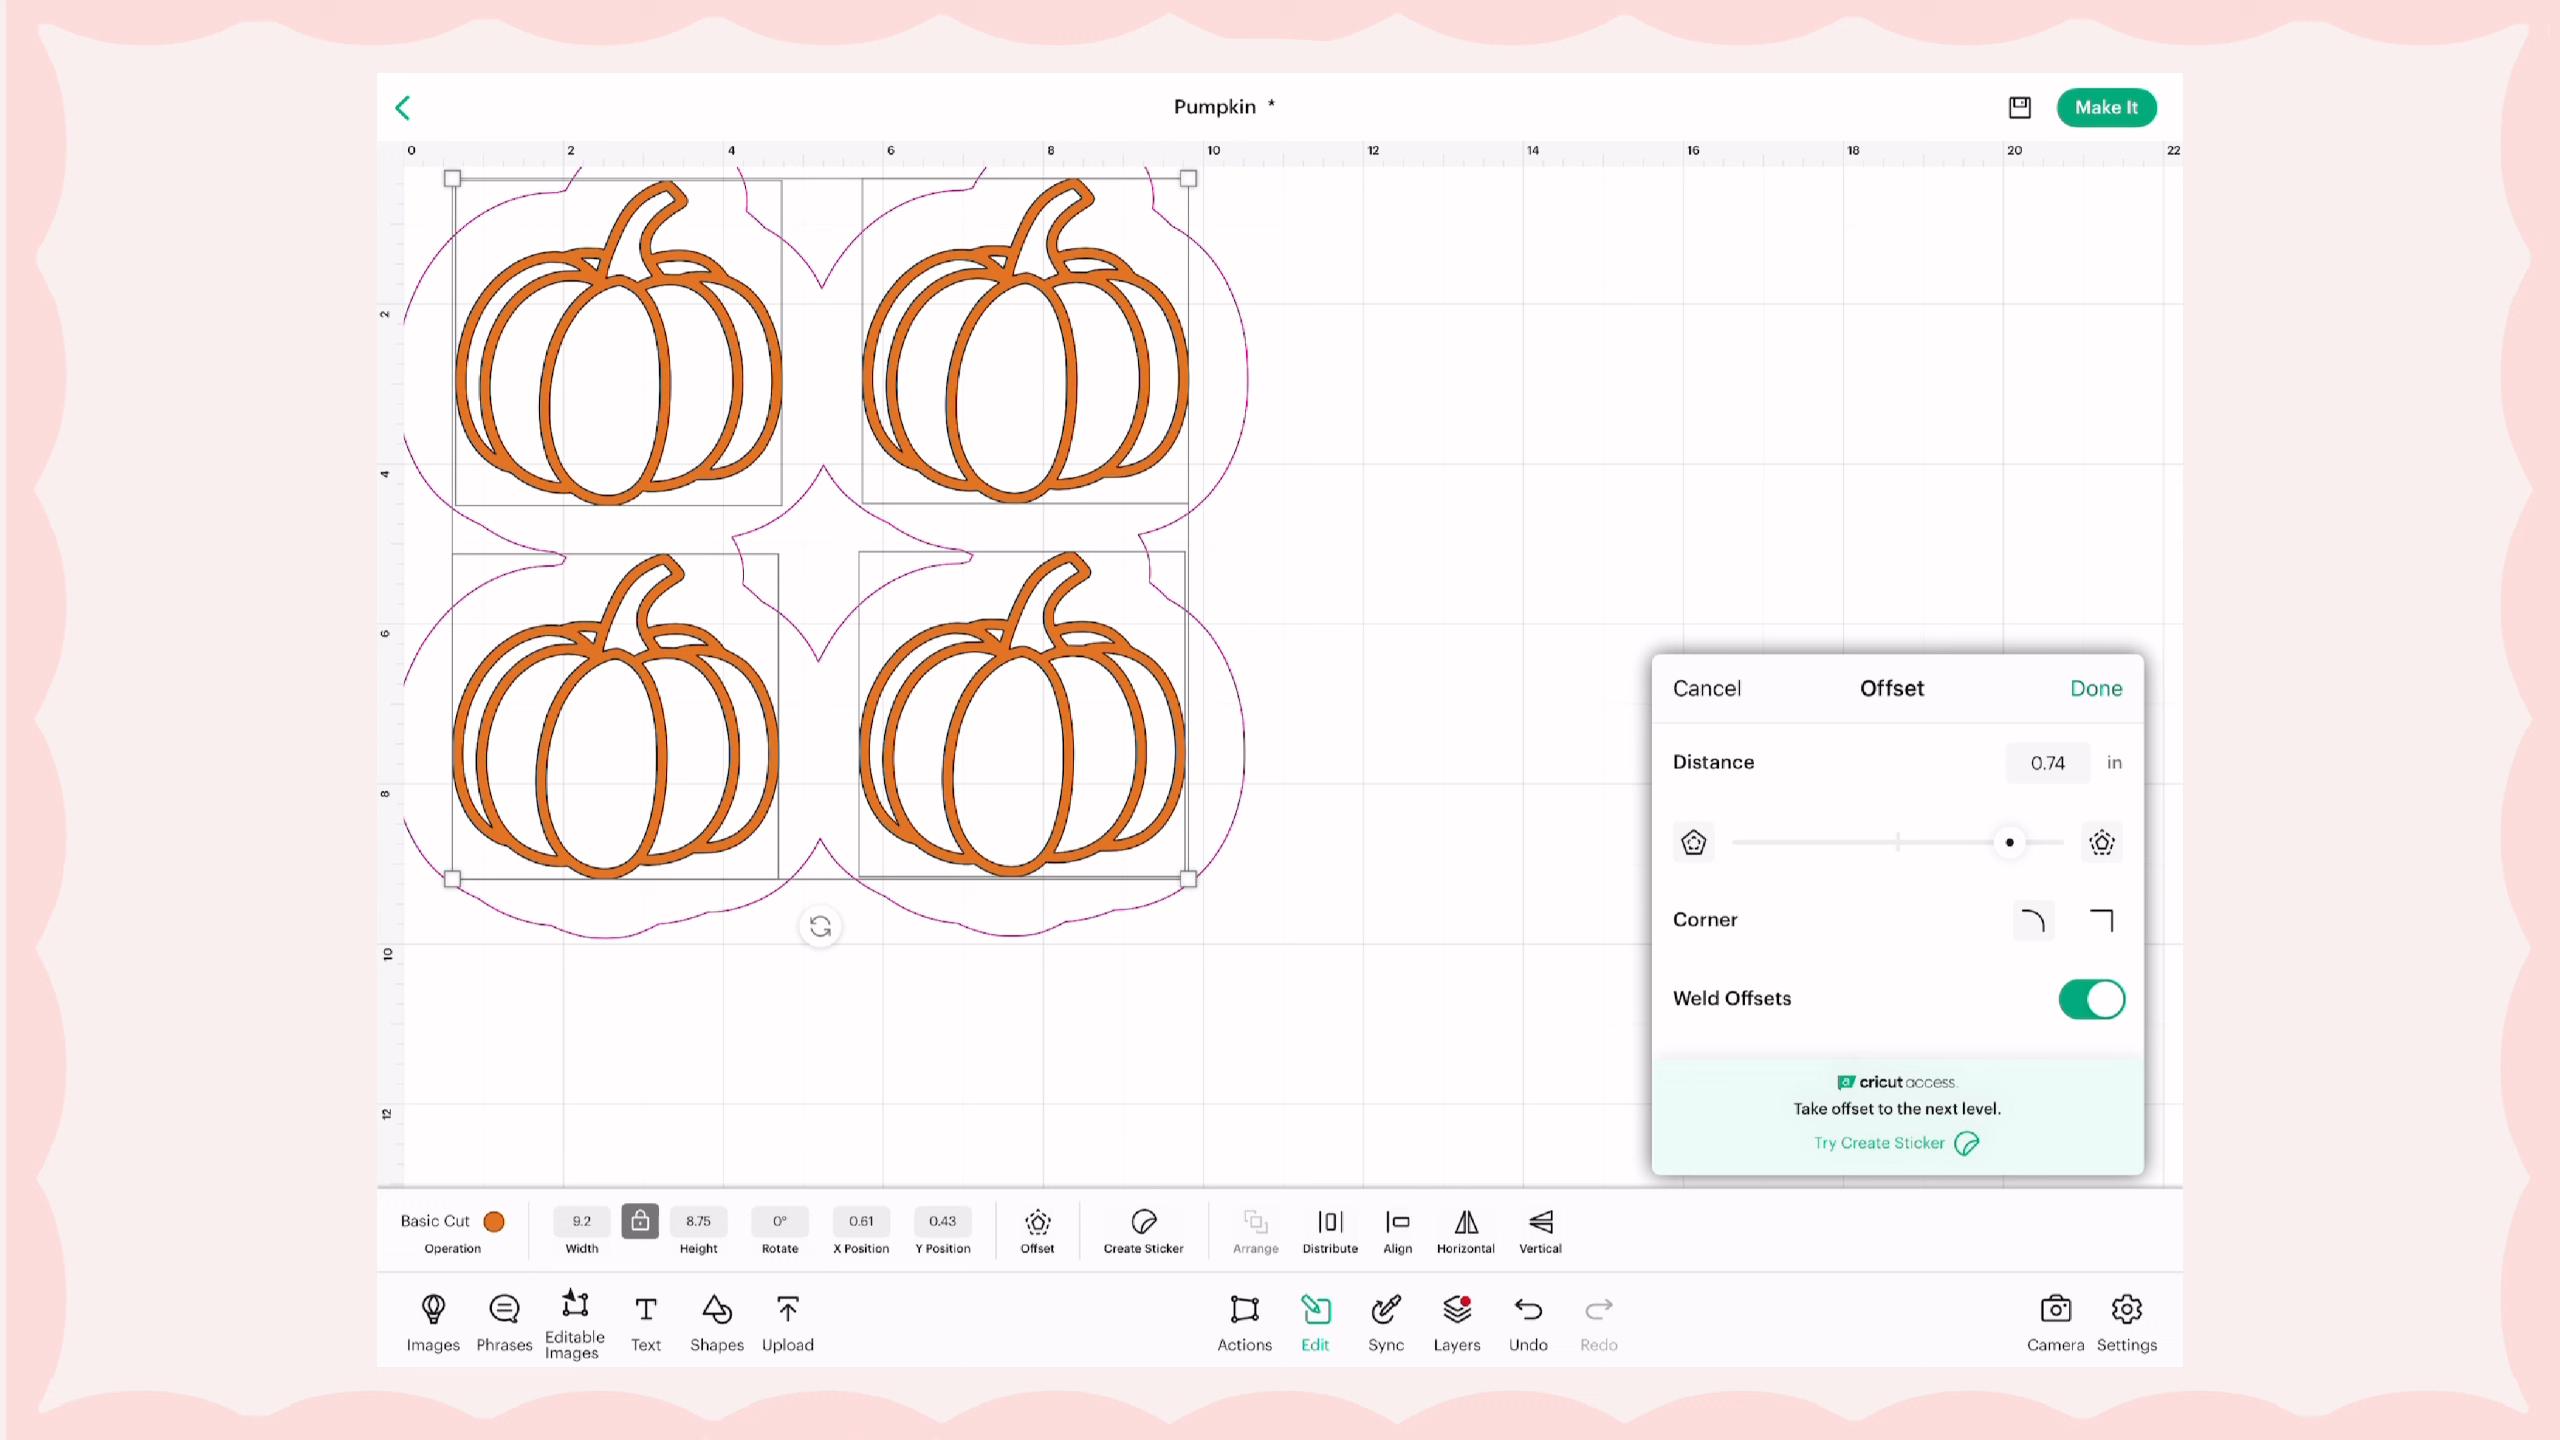 Pumpkin *
Make It
0 2 4 6 8 10 12 14 16 18 20 22
2
4
6
8
10
12
Cancel Offset Done
Distance 0.74 in
Corner
Weld Offsets
a cricut access.
Take offset to the next level.
Try Create Sticker
Basic Cut 9.2 8.75 0° 0.61 0.43
Operation Width Height Rotate X Position Y Position Offset Create Sticker Arrange Distribute Align Horizontal Vertical
Images Phrases Editable Images Text Shapes Upload Actions Edit Sync Layers Undo Redo Camera Settings